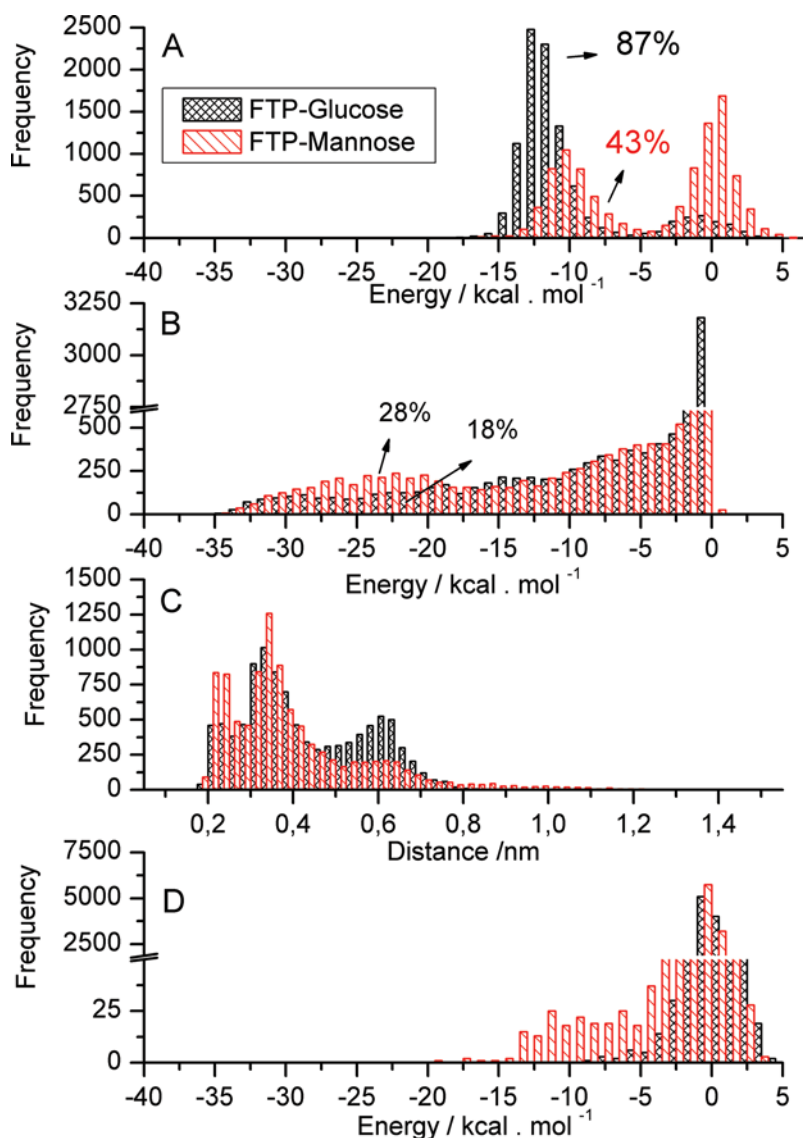 A
2500
2000
1500
1000
500
0
Frequency
FTP-Glucose
FTP-Mannose
87%
43%
-40 -35 -30 -25 -20 -15 -10 -5 0 5
Energy / kcal . mol -1
B
3250
3000
2750
500
250
0
Frequency
28%
18%
-40 -35 -30 -25 -20 -15 -10 -5 0 5
Energy / kcal . mol -1
C
1500
1250
1000
750
500
250
0
Frequency
0,2 0,4 0,6 0,8 1,0 1,2 1,4
Distance /nm
D
7500
5000
2500
25
0
Frequency
-40 -35 -30 -25 -20 -15 -10 -5 0 5
Energy / kcal . mol -1